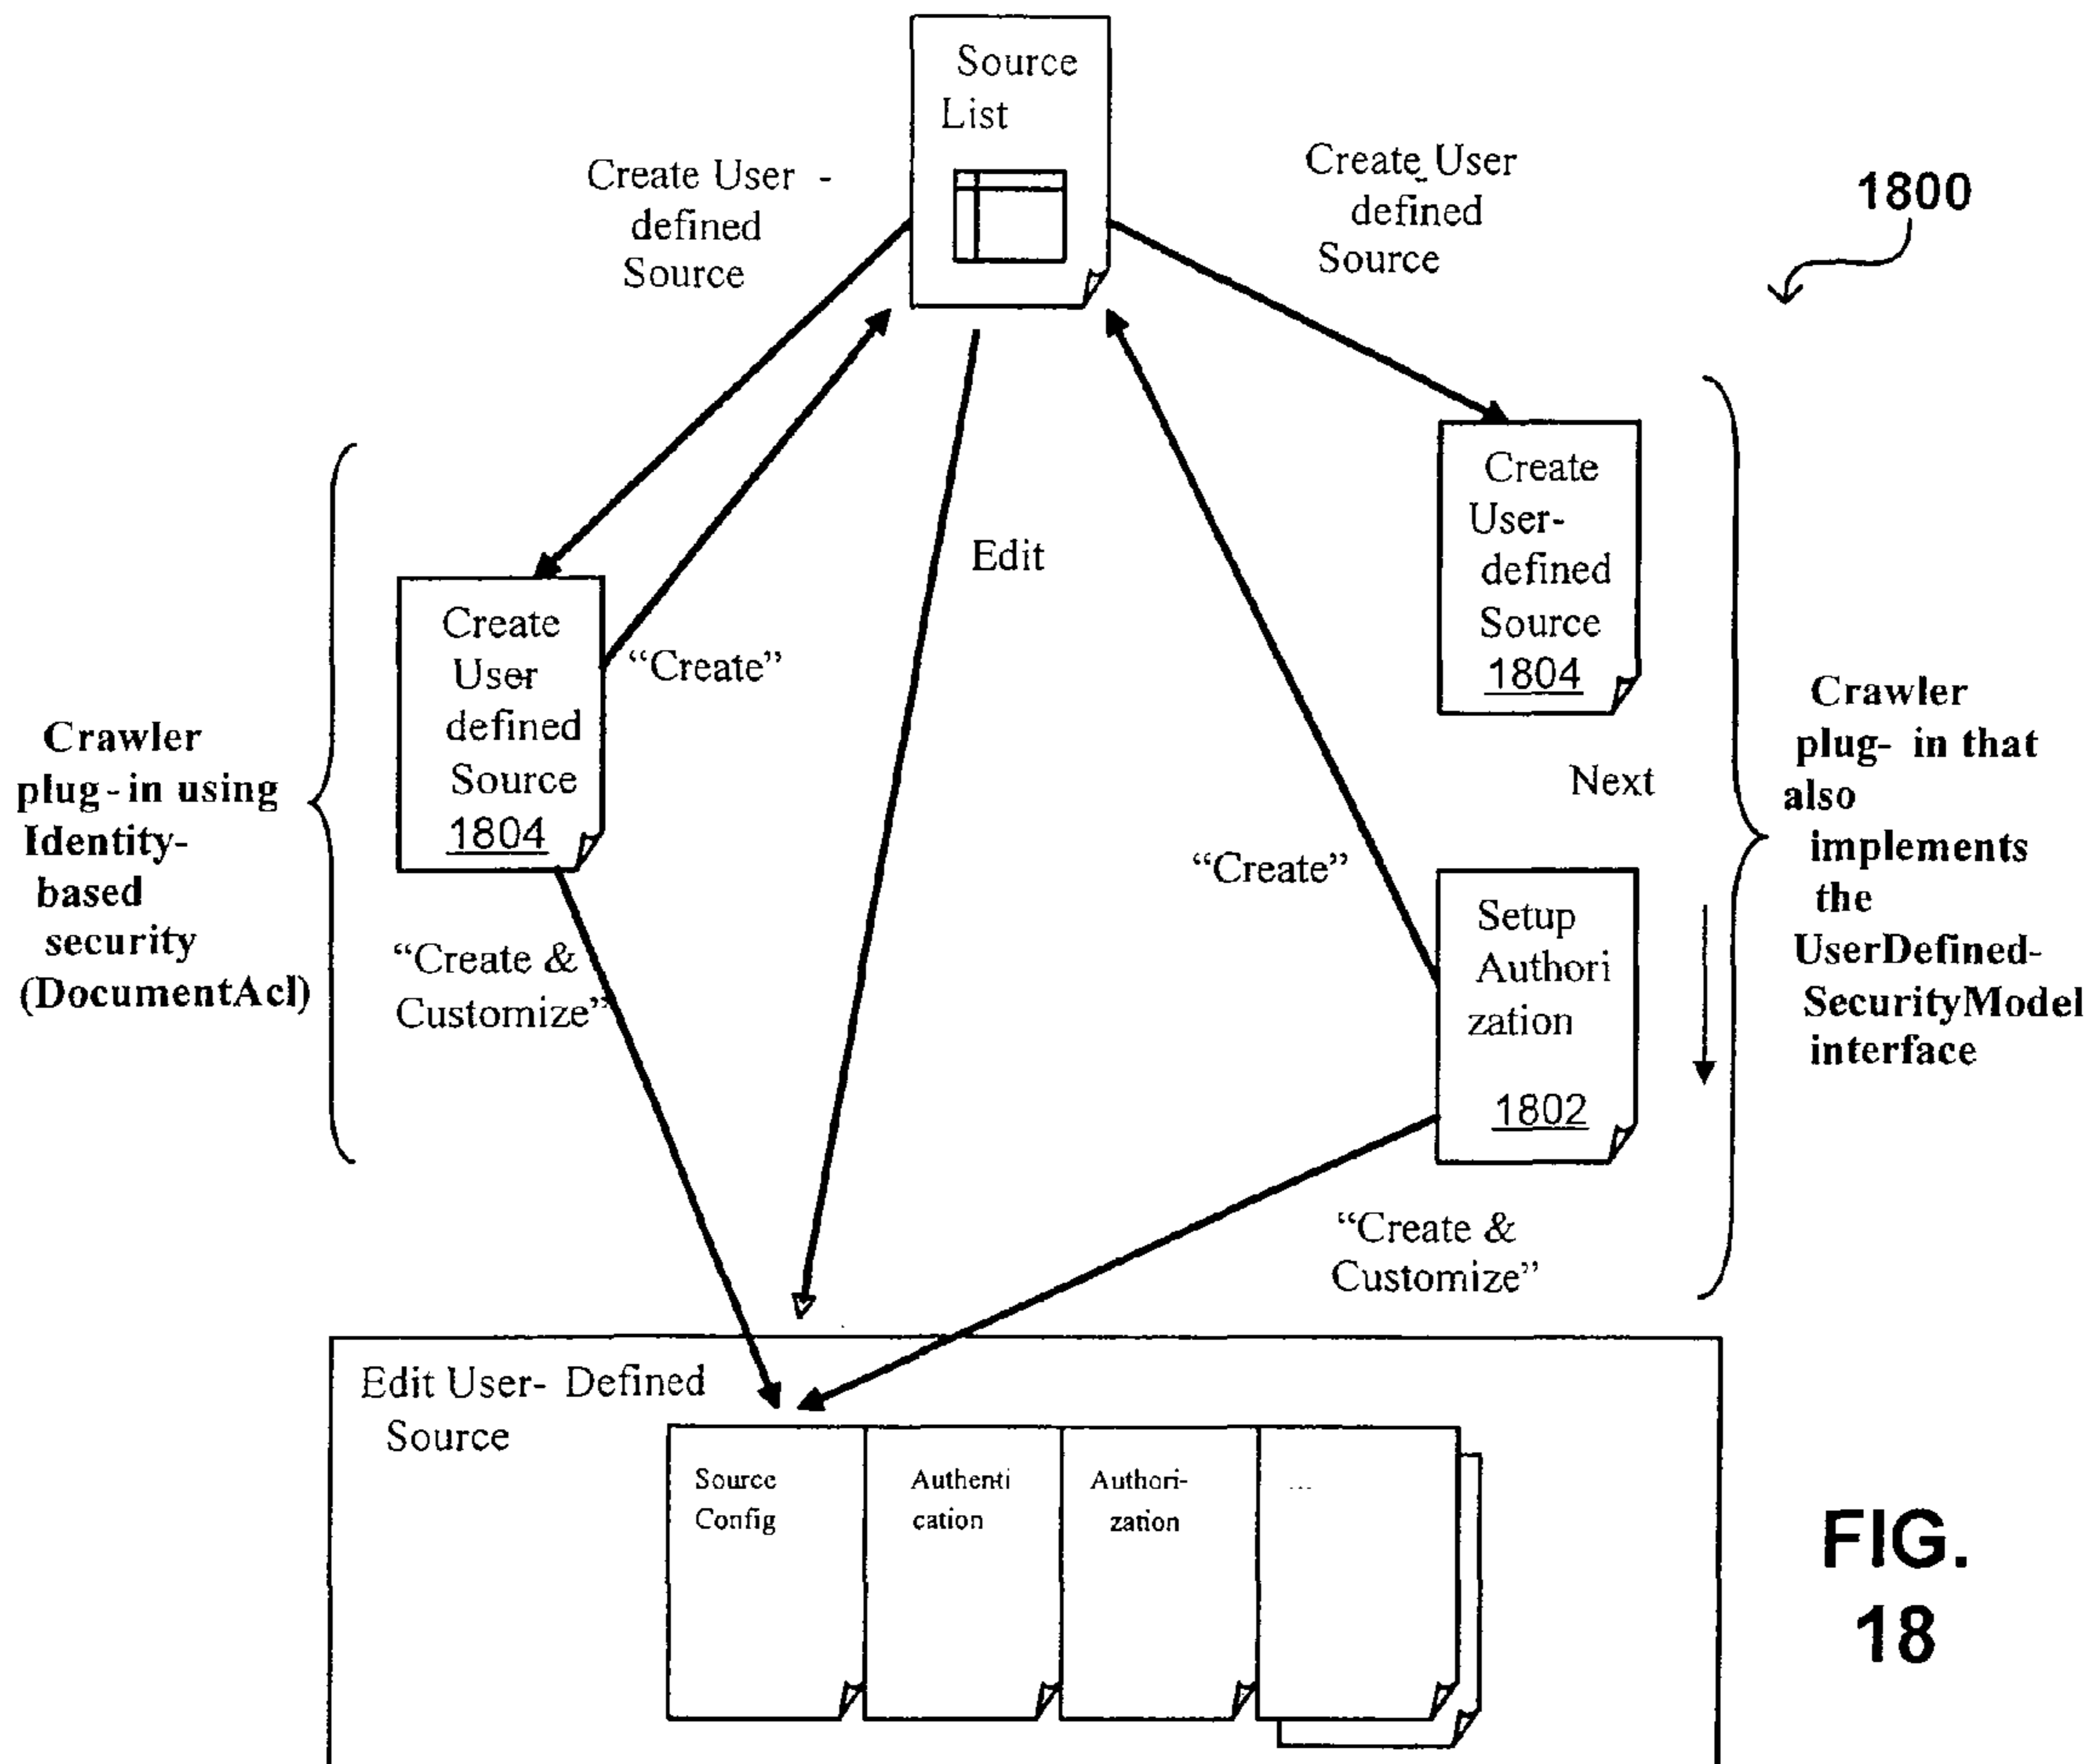 Source
List
Create User -
defined
Source
Create User
-
defined
Source
1800
Edit
Create
User-
defined
Source
1804
Create
User
defined
Source
1804
"Create"
Crawler
plug-in using
Identity-
based
security
(DocumentAcl)
Crawler
plug- in that
also
implements
the
UserDefined-
SecurityModel
interface
Next
"Create"
Setup
Authori
zation
1802
"Create &
Customize"
"Create &
Customize"
Edit User- Defined
Source
Source
Config
Authenti
cation
Authori-
zation
...
FIG.
18